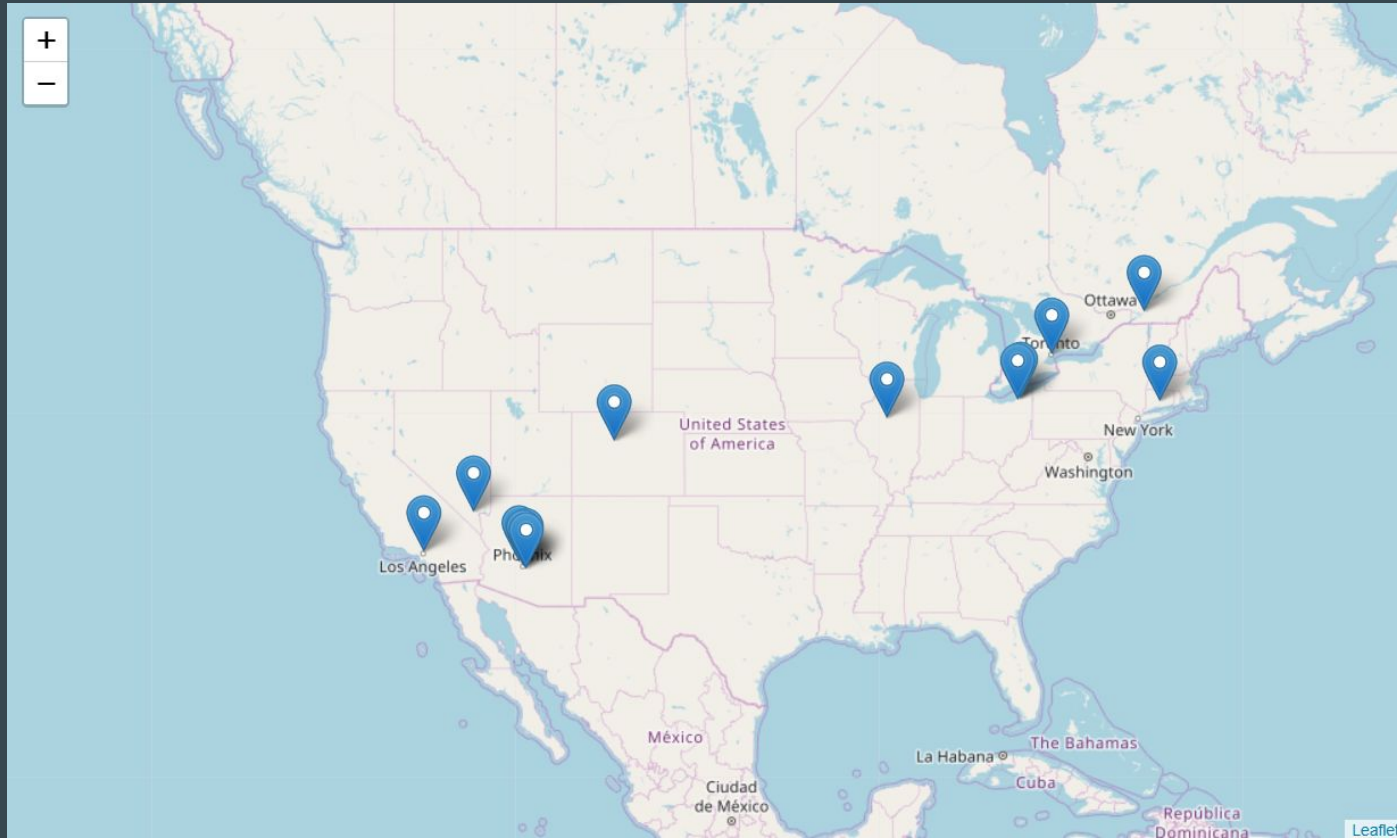 +
−
Ottawa
Toronto
United States
of America
New York
Washington
Los Angeles
Phoenix
México
La Habana
The Bahamas
Cuba
Ciudad
de México
República
Dominicana
Leaflet